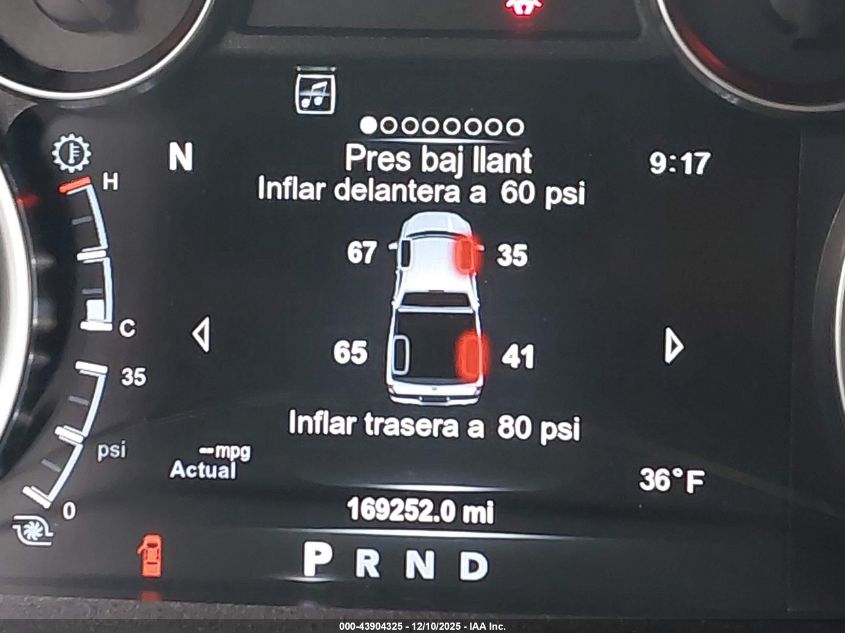 N
Pres baj llant
9:17
H
Inflar delantera a 60 psi
67
35
C
65
41
35
Inflar trasera a 80 psi
psi
--mpg
Actual
36°F
0
169252.0 mi
P R N D
000-43904325 - 12/10/2025 - IAA Inc.